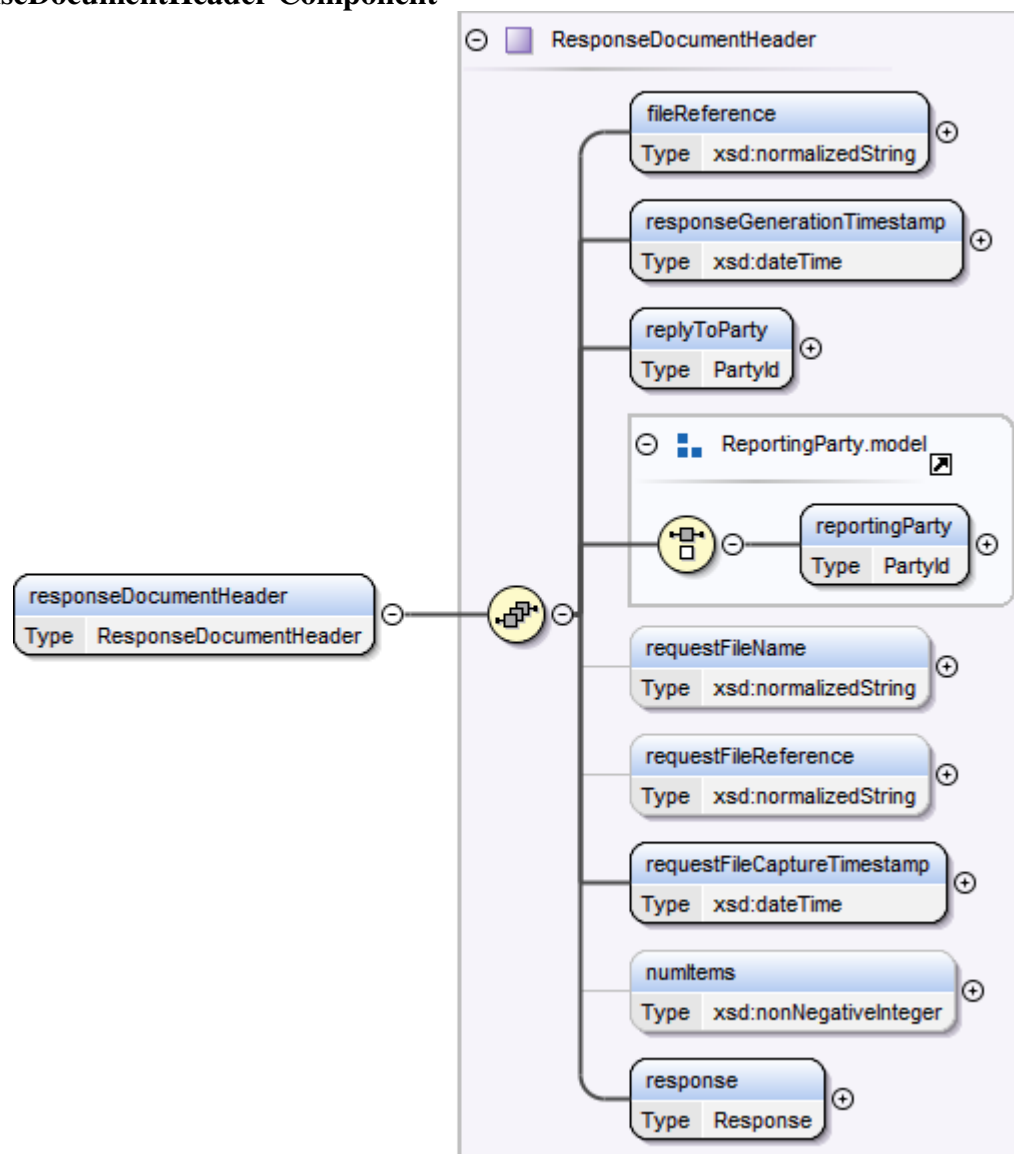 seDocumentHeader Component
ResponseDocumentHeader
fileReference
Type xsd:normalizedString
responseGenerationTimestamp
Type xsd:dateTime
replyToParty
Type PartyId
ReportingParty.model
reportingParty
Type PartyId
responseDocumentHeader
Type ResponseDocumentHeader
requestFileName
Type xsd:normalizedString
requestFileReference
Type xsd:normalizedString
requestFileCaptureTimestamp
Type xsd:dateTime
numItems
Type xsd:nonNegativeInteger
response
Type Response